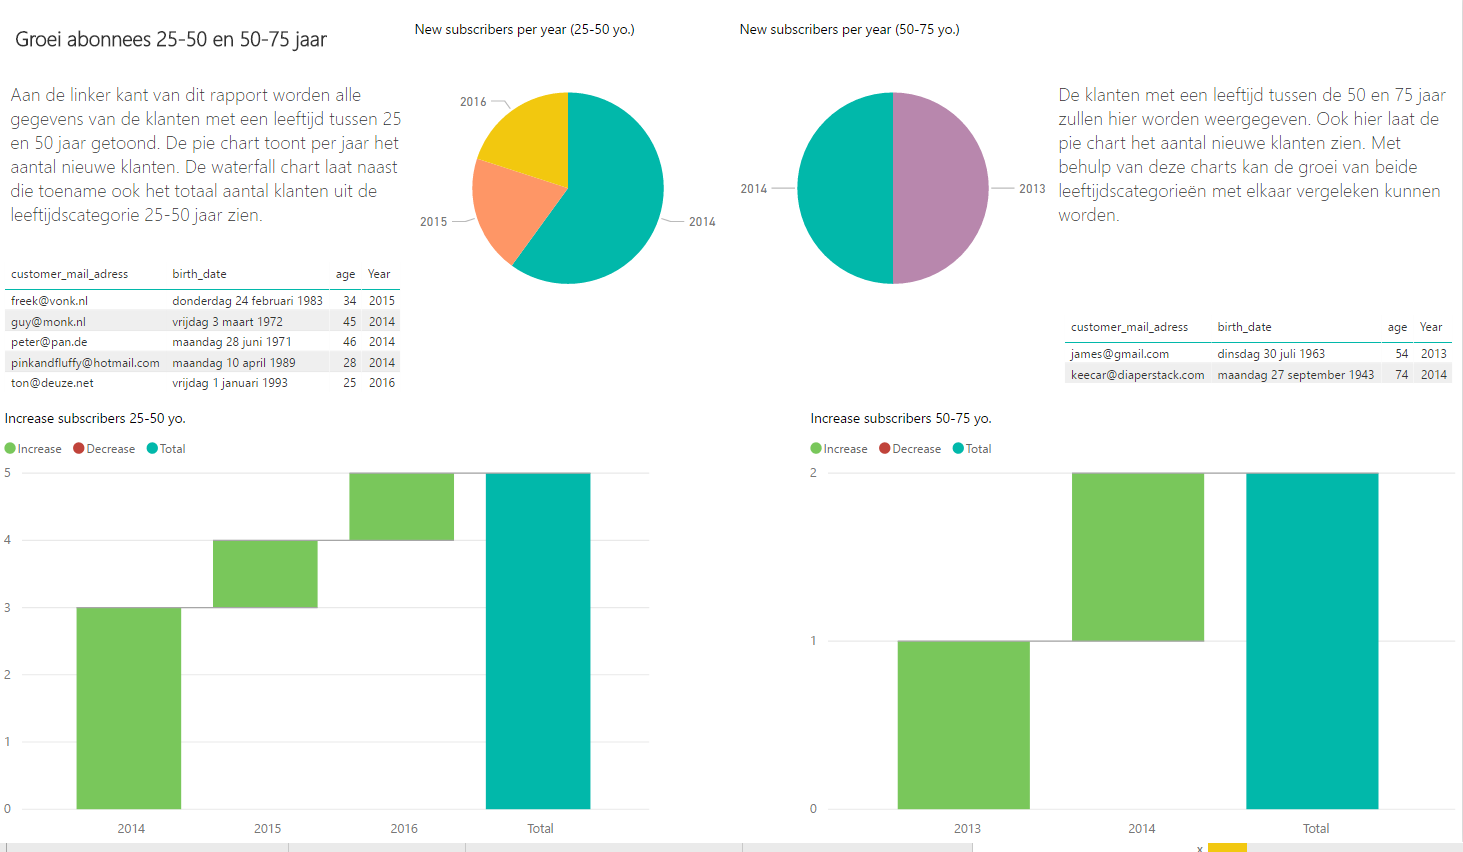 Groei abonnees 25-50 en 50-75 jaar
Aan de linker kant van dit rapport worden alle
gegevens van de klanten met een leeftijd tussen 25
en 50 jaar getoond. De pie chart toont per jaar het
aantal nieuwe klanten. De waterfall chart laat naast
die toename ook het totaal aantal klanten uit de
leeftijdscategorie 25-50 jaar zien.
New subscribers per year (25-50 yo.)
2016
2015
2014
New subscribers per year (50-75 yo.)
2014
2013
De klanten met een leeftijd tussen de 50 en 75 jaar
zullen hier worden weergegeven. Ook hier laat de
pie chart het aantal nieuwe klanten zien. Met
behulp van deze charts kan de groei van beide
leeftijdscategorieën met elkaar vergeleken kunnen
worden.
customer_mail_adress birth_date age Year
freek@vonk.nl donderdag 24 februari 1983 34 2015
guy@monk.nl vrijdag 3 maart 1972 45 2014
peter@pan.de maandag 28 juni 1971 46 2014
pinkandfluffy@hotmail.com maandag 10 april 1989 28 2014
ton@deuze.net vrijdag 1 januari 1993 25 2016
customer_mail_adress birth_date age Year
james@gmail.com dinsdag 30 juli 1963 54 2013
keecar@diaperstack.com maandag 27 september 1943 74 2014
Increase subscribers 25-50 yo.
Increase Decrease Total
5
4
3
2
1
0
2014 2015 2016 Total
Increase subscribers 50-75 yo.
Increase Decrease Total
2
1
0
2013 2014 Total
x